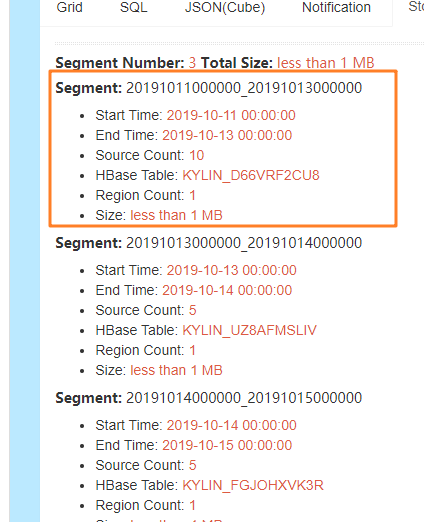 Grid SQL JSON(Cube) Notification
Segment Number: 3 Total Size: less than 1 MB
Segment: 20191011000000_20191013000000
Start Time: 2019-10-11 00:00:00
End Time: 2019-10-13 00:00:00
Source Count: 10
HBase Table: KYLIN_D66VRF2CU8
Region Count: 1
Size: less than 1 MB
Segment: 20191013000000_20191014000000
Start Time: 2019-10-13 00:00:00
End Time: 2019-10-14 00:00:00
Source Count: 5
HBase Table: KYLIN_UZ8AFMSLIV
Region Count: 1
Size: less than 1 MB
Segment: 20191014000000_20191015000000
Start Time: 2019-10-14 00:00:00
End Time: 2019-10-15 00:00:00
Source Count: 5
HBase Table: KYLIN_FGJOHXVK3R
Region Count: 1